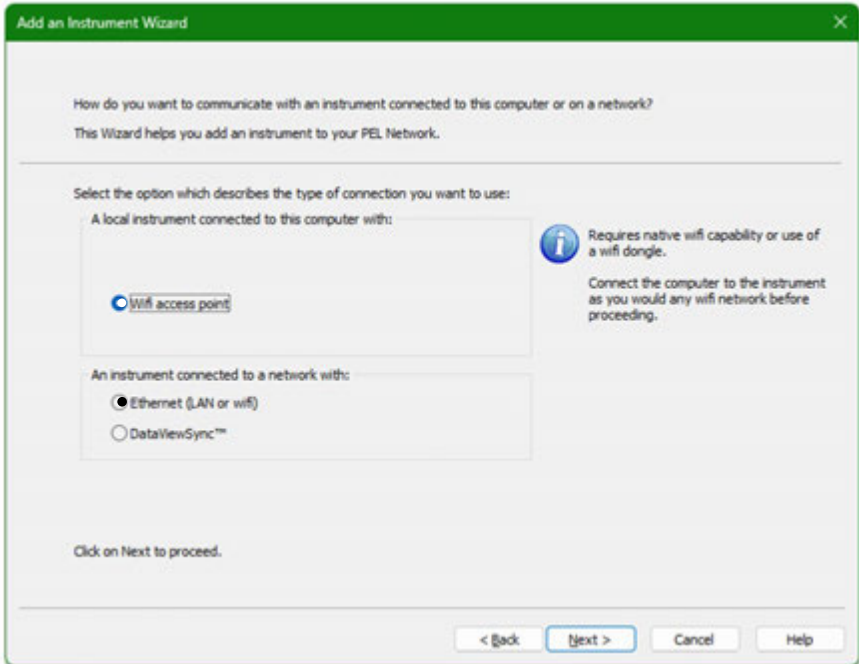 Add an Instrument Wizard
How do you want to communicate with an instrument connected to this computer or on a network?
This Wizard helps you add an instrument to your PEL Network.
Select the option which describes the type of connection you want to use:
A local instrument connected to this computer with:
Wifi access point
Requires native wifi capability or use of
a wifi dongle.
Connect the computer to the instrument
as you would any wifi network before
proceeding.
An instrument connected to a network with:
Ethernet (LAN or wifi)
DataViewSync™
Click on Next to proceed.
< Back
Next >
Cancel
Help